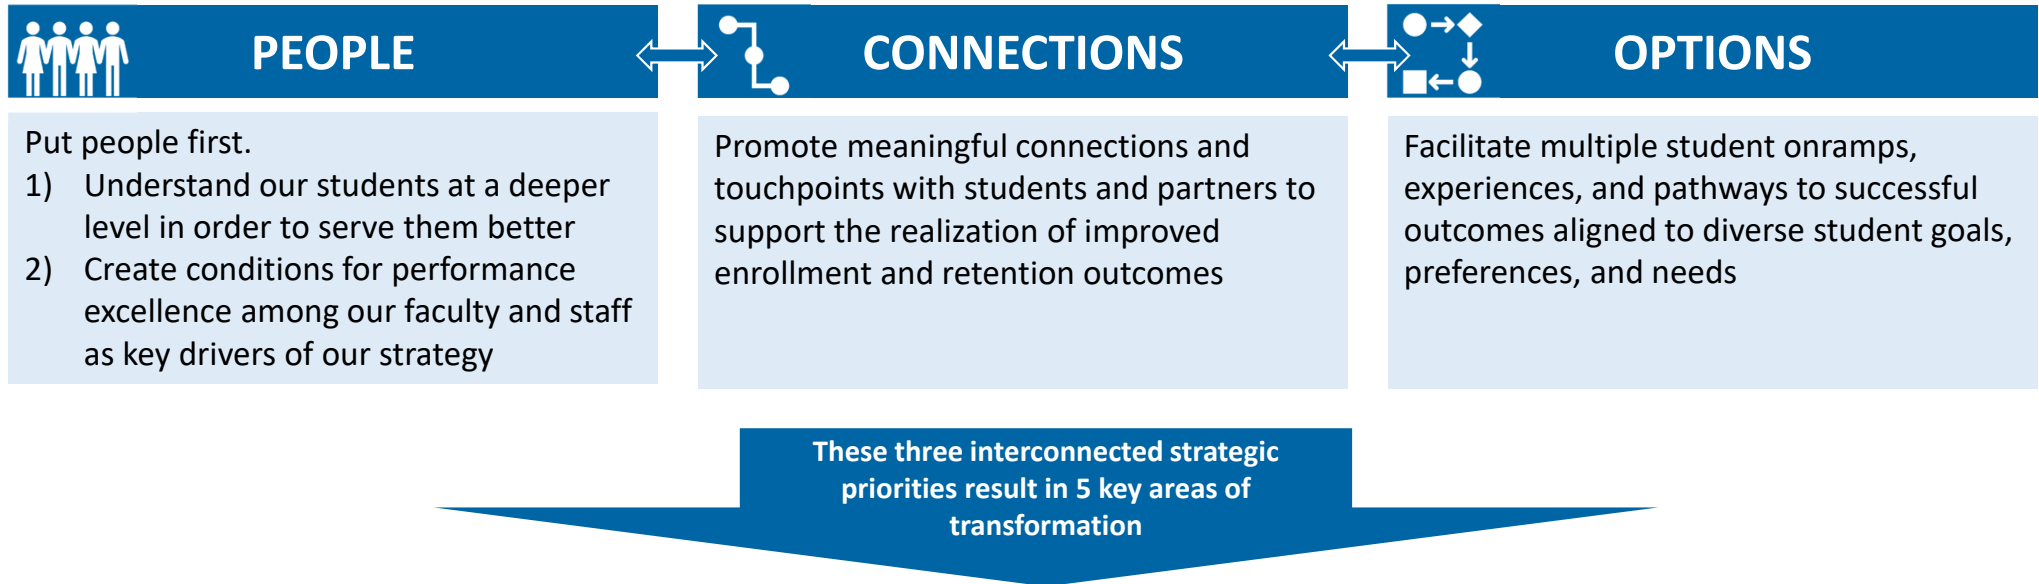 PEOPLE
Put people first.
1) Understand our students at a deeper
level in order to serve them better
2) Create conditions for performance
excellence among our faculty and staff
as key drivers of our strategy
CONNECTIONS
Promote meaningful connections and
touchpoints with students and partners to
support the realization of improved
enrollment and retention outcomes
OPTIONS
Facilitate multiple student onramps,
experiences, and pathways to successful
outcomes aligned to diverse student goals,
preferences, and needs
These three interconnected strategic
priorities result in 5 key areas of
transformation